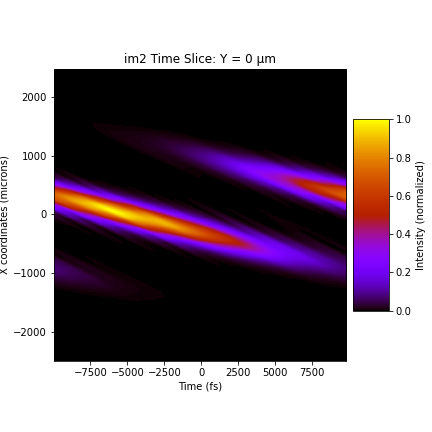 im2 Time Slice: Y = 0 μm
X coordinates (microns)
2000
1000
0
−1000
−2000
−7500 −5000 −2500 0 2500 5000 7500
Time (fs)
1.0
0.8
0.6
0.4
0.2
0.0
Intensity (normalized)